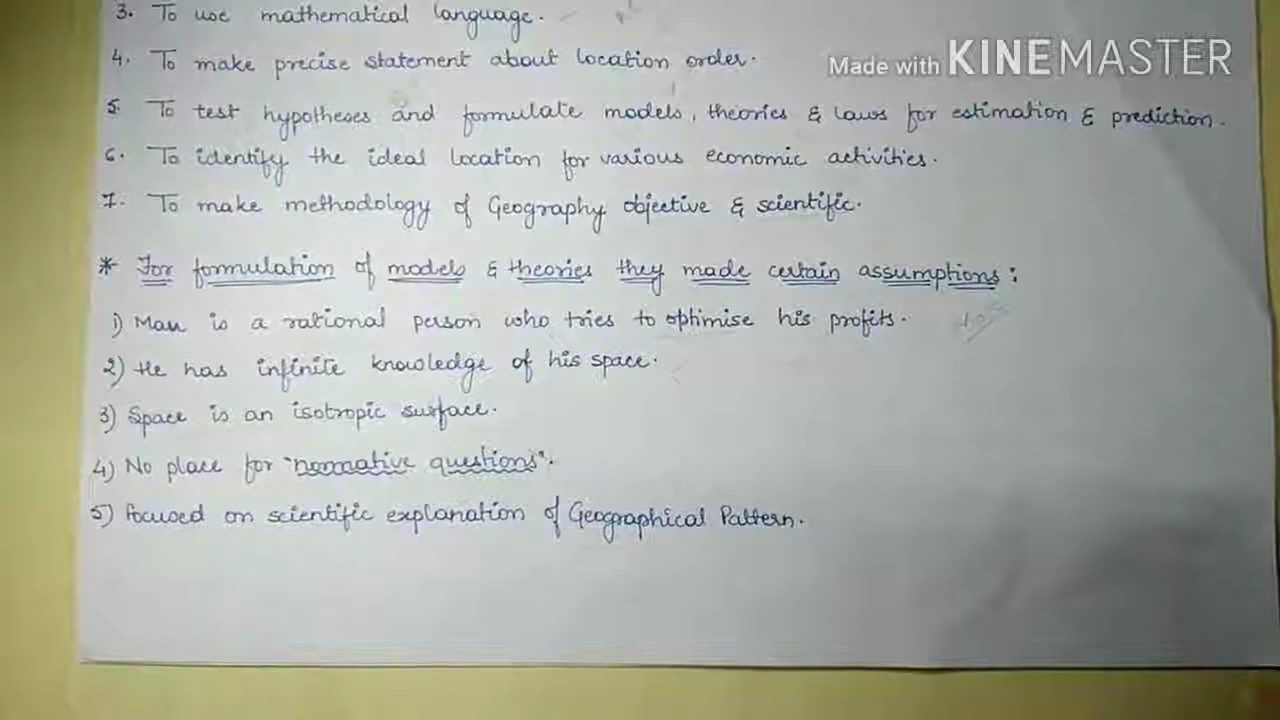 3. To use mathematical language.
4. To make precise statement about location order.
Made with KINEMASTER
5. To test hypotheses and formulate models, theories & laws for estimation & prediction.
6. To identify the ideal location for various economic activities.
7. To make methodology of Geography objective & scientific.
* For formulation of models & theories they made certain assumptions:
1) Man is a rational person who tries to optimise his profits.
2) He has infinite knowledge of his space.
3) Space is an isotropic surface.
4) No place for "normative questions".
5) Focused on scientific explanation of Geographical Pattern.